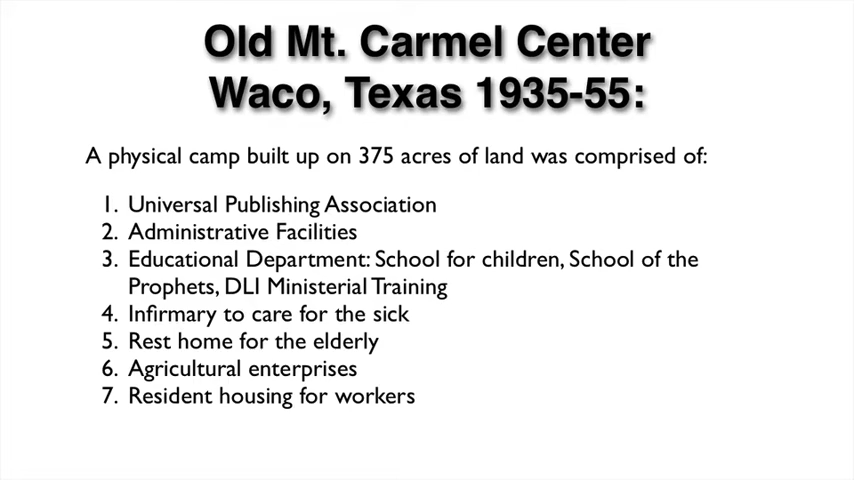 Old Mt. Carmel Center
Waco, Texas 1935-55:
A physical camp built up on 375 acres of land was comprised of:
1. Universal Publishing Association
2. Administrative Facilities
3. Educational Department: School for children, School of the
Prophets, DLI Ministerial Training
4. Infirmary to care for the sick
5. Rest home for the elderly
6. Agricultural enterprises
7. Resident housing for workers